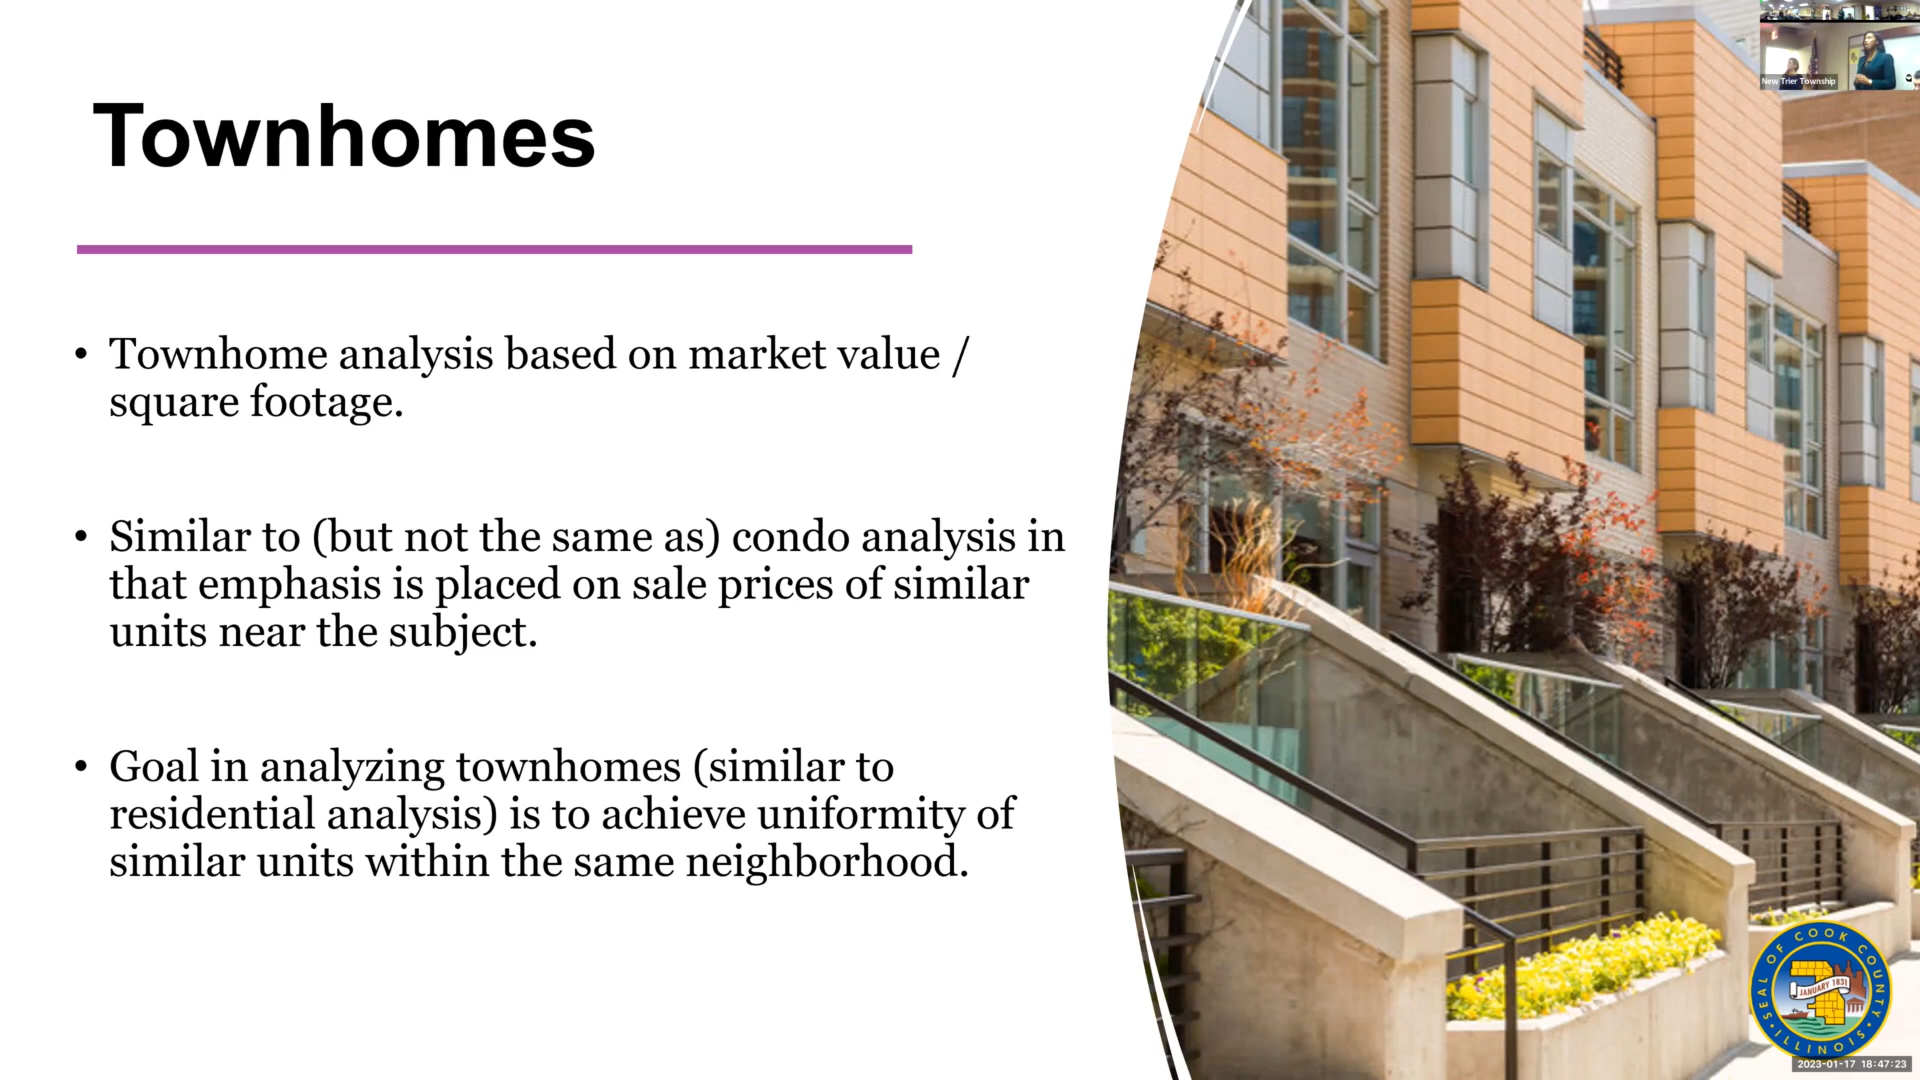 New Trier Township
Townhomes
• Townhome analysis based on market value /
square footage.
• Similar to (but not the same as) condo analysis in
that emphasis is placed on sale prices of similar
units near the subject.
• Goal in analyzing townhomes (similar to
residential analysis) is to achieve uniformity of
similar units within the same neighborhood.
SEAL OF COOK COUNTY
JANUARY 1831
ILLINOIS
2023-01-17 18:47:23